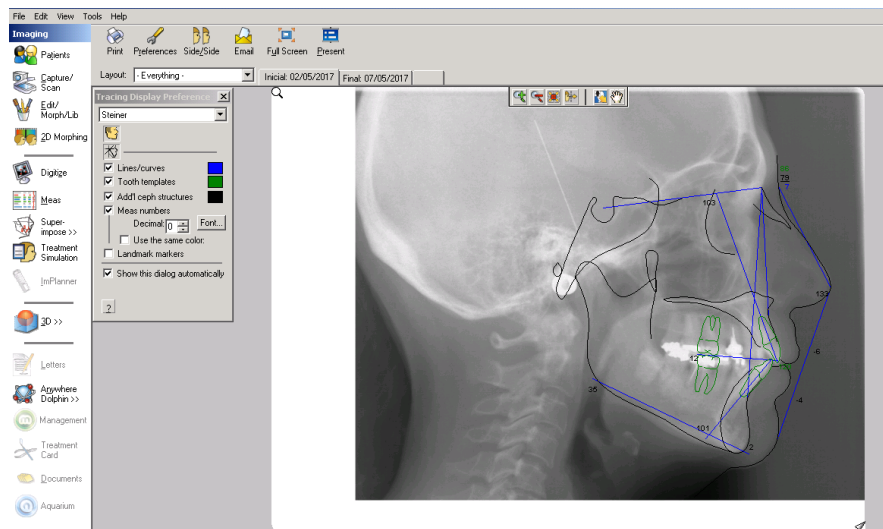 File Edit View Tools Help
Imaging
Print Preferences Side/Side Email Full Screen Present
Layout: - Everything - Inicial: 02/05/2017 Final: 07/05/2017
Patients
Capture/
Scan
Edit/
Morph/Lib
2D Morphing
Digitize
Meas
Super-
impose >>
Treatment
Simulation
ImPlanner
3D >>
Letters
Anywhere
Dolphin >>
Management
Treatment
Card
Documents
Aquarium
Tracing Display Preference X
Steiner
Lines/curves
Tooth templates
Add'l ceph structures
Meas numbers
Decimal: 0 Font...
Use the same color:
Landmark markers
Show this dialog automatically
?
79
7
103
133
-6
12
36
-4
101
2